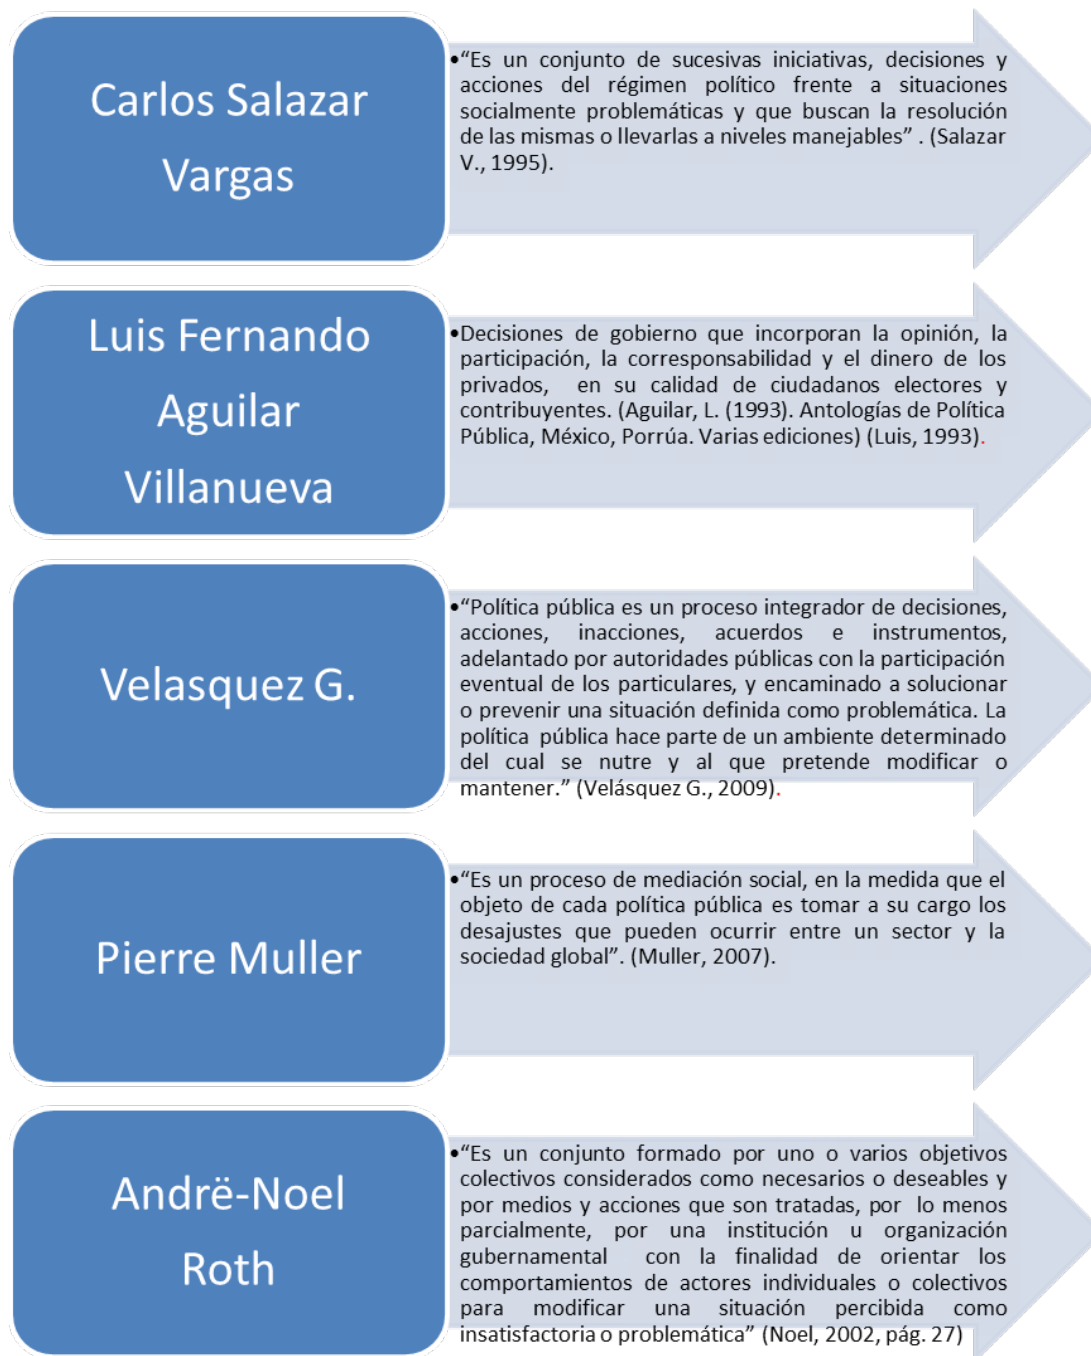 Carlos Salazar
Vargas
•“Es un conjunto de sucesivas iniciativas, decisiones y
acciones del régimen político frente a situaciones
socialmente problemáticas y que buscan la resolución
de las mismas o llevarlas a niveles manejables” . (Salazar
V., 1995).
Luis Fernando
Aguilar
Villanueva
•Decisiones de gobierno que incorporan la opinión, la
participación, la corresponsabilidad y el dinero de los
privados, en su calidad de ciudadanos electores y
contribuyentes. (Aguilar, L. (1993). Antologías de Política
Pública, México, Porrúa. Varias ediciones) (Luis, 1993).
Velasquez G.
•“Política pública es un proceso integrador de decisiones,
acciones, inacciones, acuerdos e instrumentos,
adelantado por autoridades públicas con la participación
eventual de los particulares, y encaminado a solucionar
o prevenir una situación definida como problemática. La
política pública hace parte de un ambiente determinado
del cual se nutre y al que pretende modificar o
mantener.” (Velásquez G., 2009).
Pierre Muller
•“Es un proceso de mediación social, en la medida que el
objeto de cada política pública es tomar a su cargo los
desajustes que pueden ocurrir entre un sector y la
sociedad global”. (Muller, 2007).
Andrë-Noel
Roth
•“Es un conjunto formado por uno o varios objetivos
colectivos considerados como necesarios o deseables y
por medios y acciones que son tratadas, por lo menos
parcialmente, por una institución u organización
gubernamental con la finalidad de orientar los
comportamientos de actores individuales o colectivos
para modificar una situación percibida como
insatisfactoria o problemática” (Noel, 2002, pág. 27)